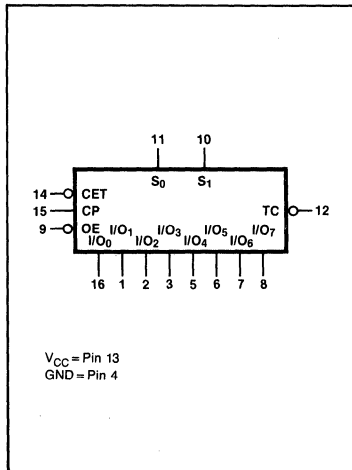 11 10
S0 S1
14 CET
15 CP TC 12
9 OE I/O1 I/O3 I/O5 I/O7
I/O0 I/O2 I/O4 I/O6
16 1 2 3 5 6 7 8
VCC = Pin 13
GND = Pin 4